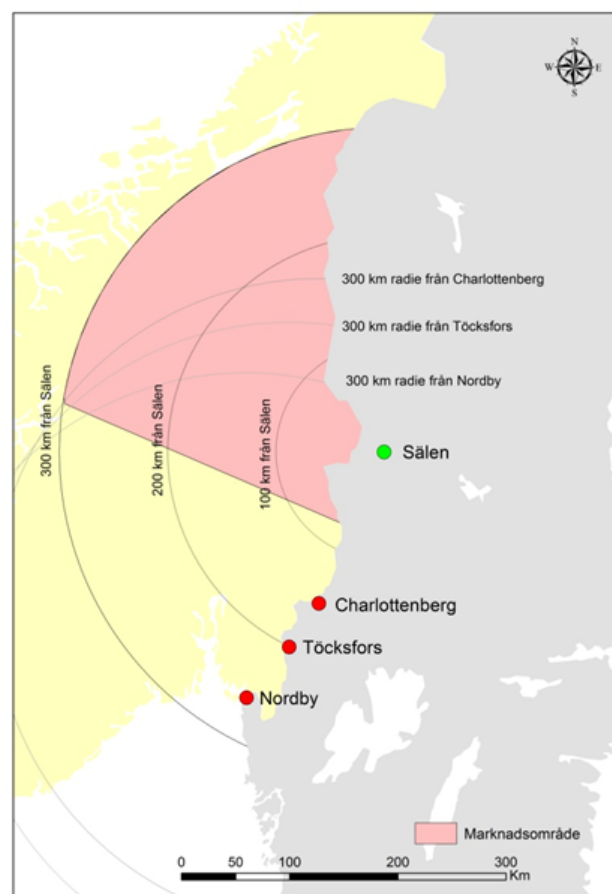 N
W E
S
300 km radie från Charlottenberg
300 km radie från Töcksfors
300 km radie från Nordby
300 km från Sälen
200 km från Sälen
100 km från Sälen
Sälen
Charlottenberg
Töcksfors
Nordby
Marknadsområde
0 50 100 200 300
Km